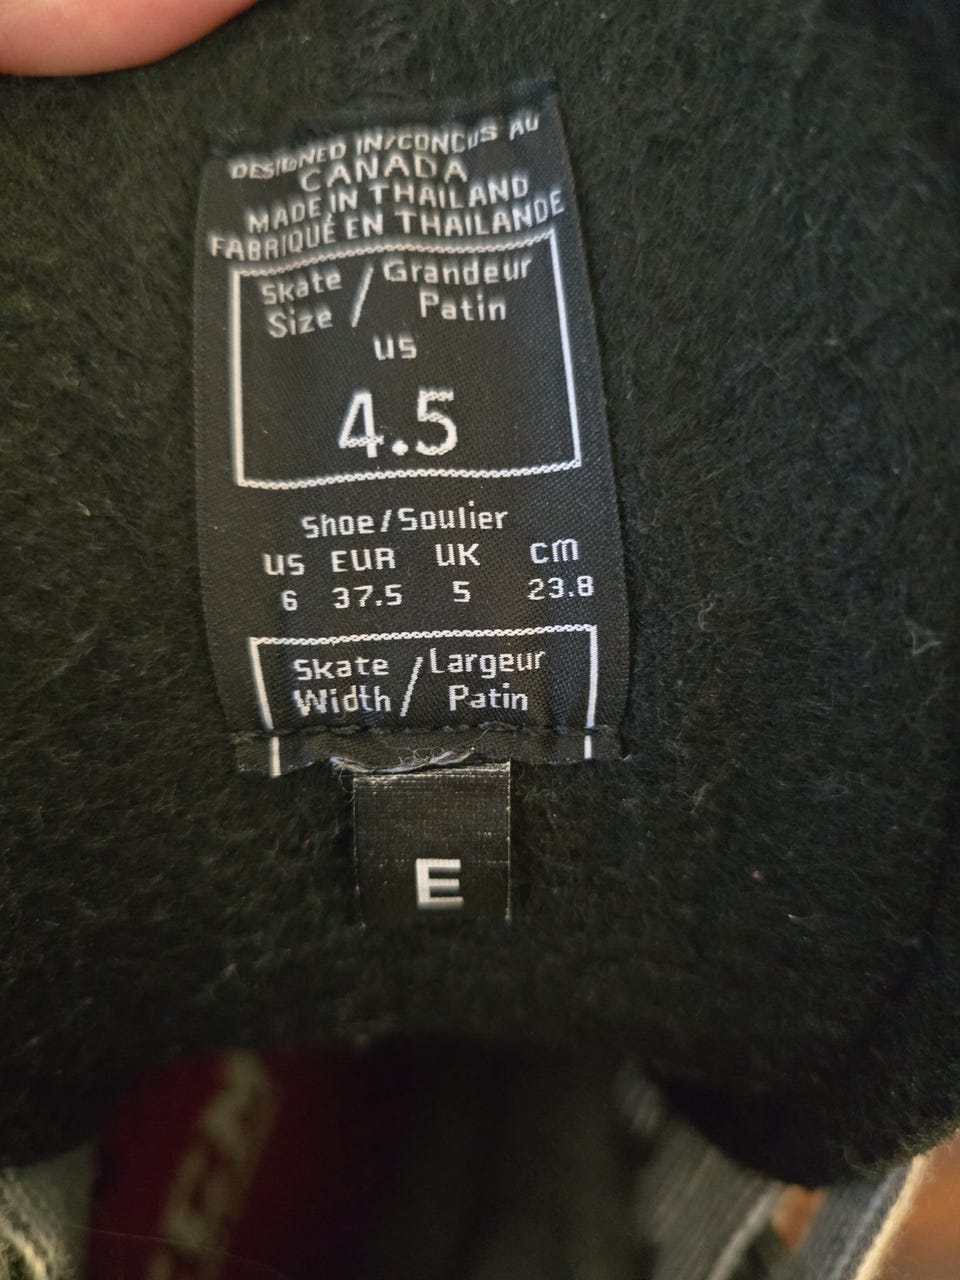 DESIGNED IN/CONCUS AU
CANADA
MADE IN THAILAND
FABRIQUÉ EN THAILANDE
Skate Size / Grandeur Patin
US
4.5
Shoe/Soulier
US EUR UK cm
6 37.5 5 23.8
Skate Width / Largeur Patin
E